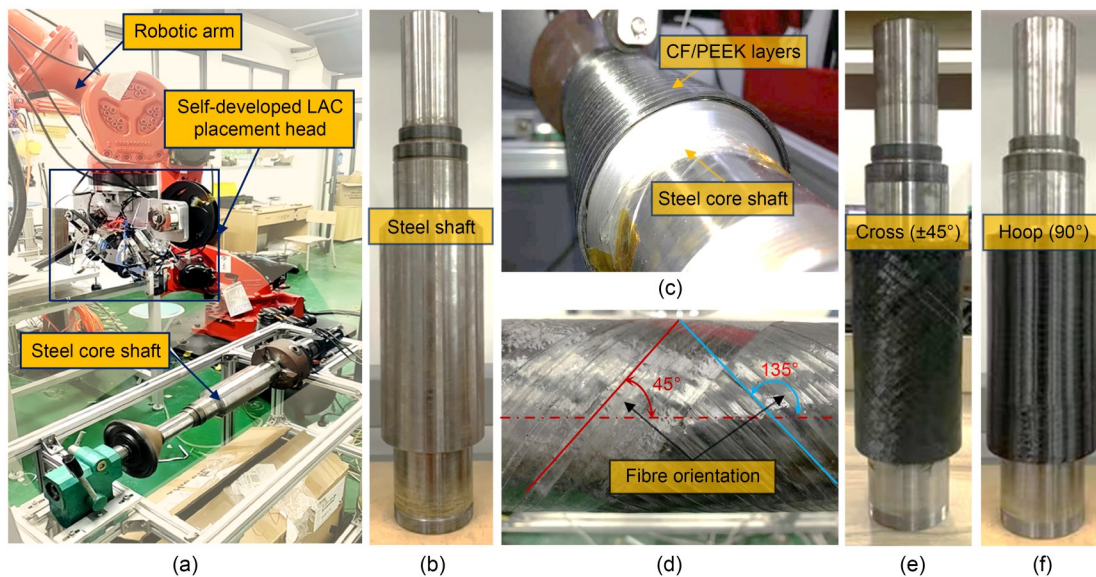 Robotic arm
Self-developed LAC
placement head
Steel core shaft
(a)
Steel shaft
(b)
CF/PEEK layers
Steel core shaft
(c)
45°
135°
Fibre orientation
(d)
Cross (±45°)
(e)
Hoop (90°)
(f)